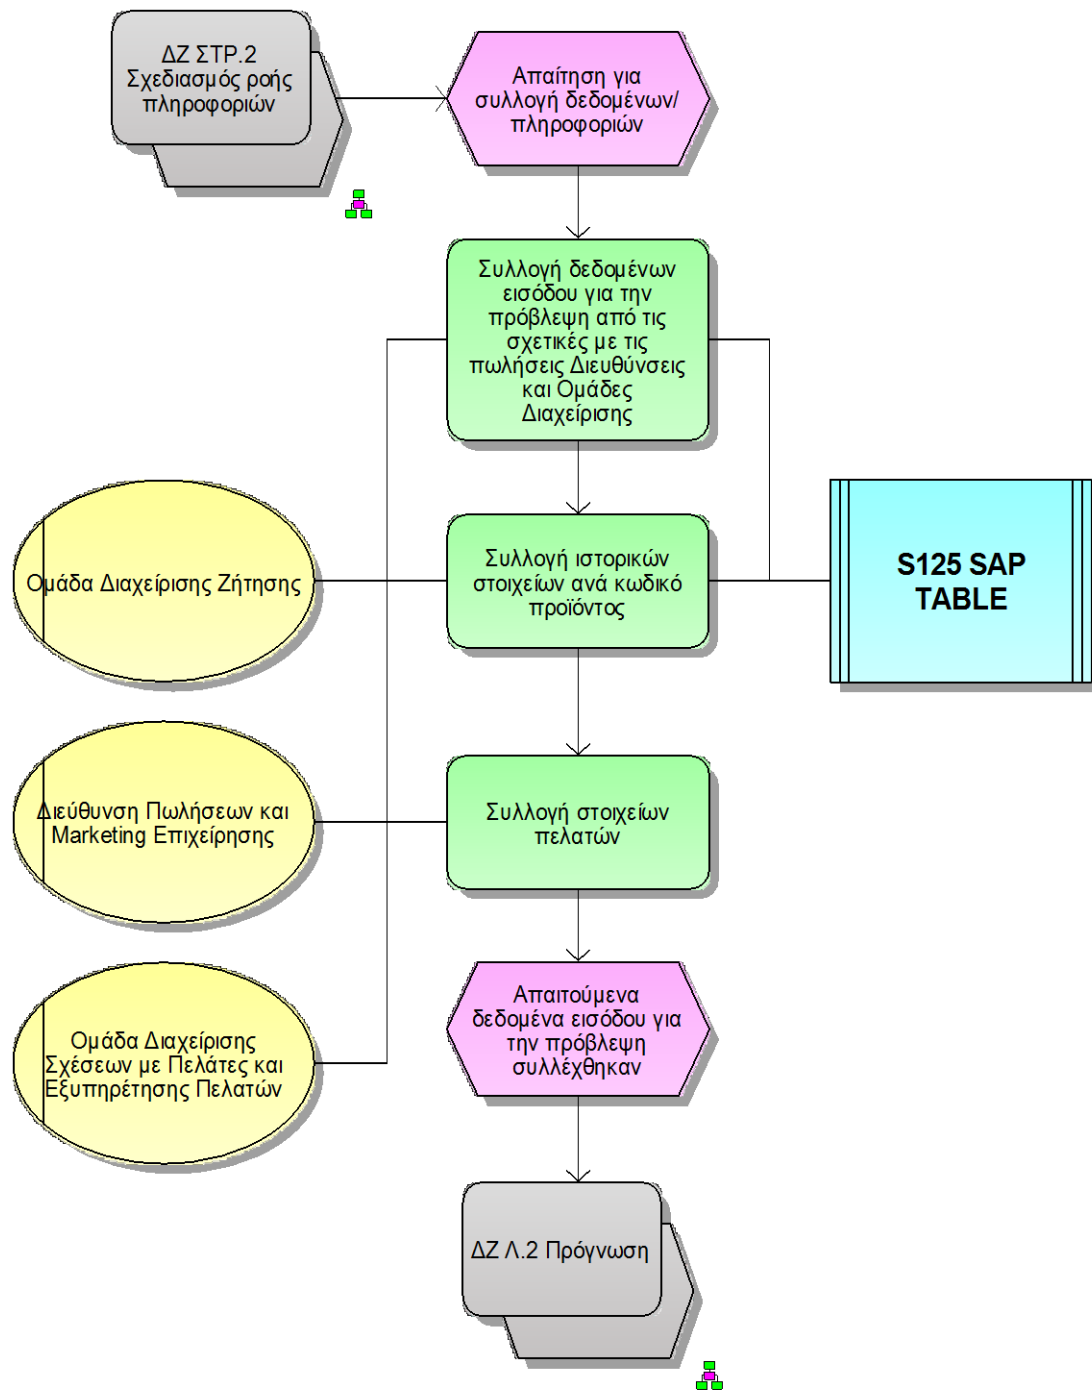 ΔΖ ΣΤΡ.2
Σχεδιασμός ροής
πληροφοριών
Απαίτηση για
συλλογή δεδομένων/
πληροφοριών
Συλλογή δεδομένων
εισόδου για την
πρόβλεψη από τις
σχετικές με τις
πωλήσεις Διευθύνσεις
και Ομάδες
Διαχείρισης
Ομάδα Διαχείρισης Ζήτησης
Συλλογή ιστορικών
στοιχείων ανά κωδικό
προϊόντος
S125 SAP
TABLE
Διεύθυνση Πωλήσεων και
Marketing Επιχείρησης
Συλλογή στοιχείων
πελατών
Ομάδα Διαχείρισης
Σχέσεων με Πελάτες και
Εξυπηρέτησης Πελατών
Απαιτούμενα
δεδομένα εισόδου για
την πρόβλεψη
συλλέχθηκαν
ΔΖ Λ.2 Πρόγνωση